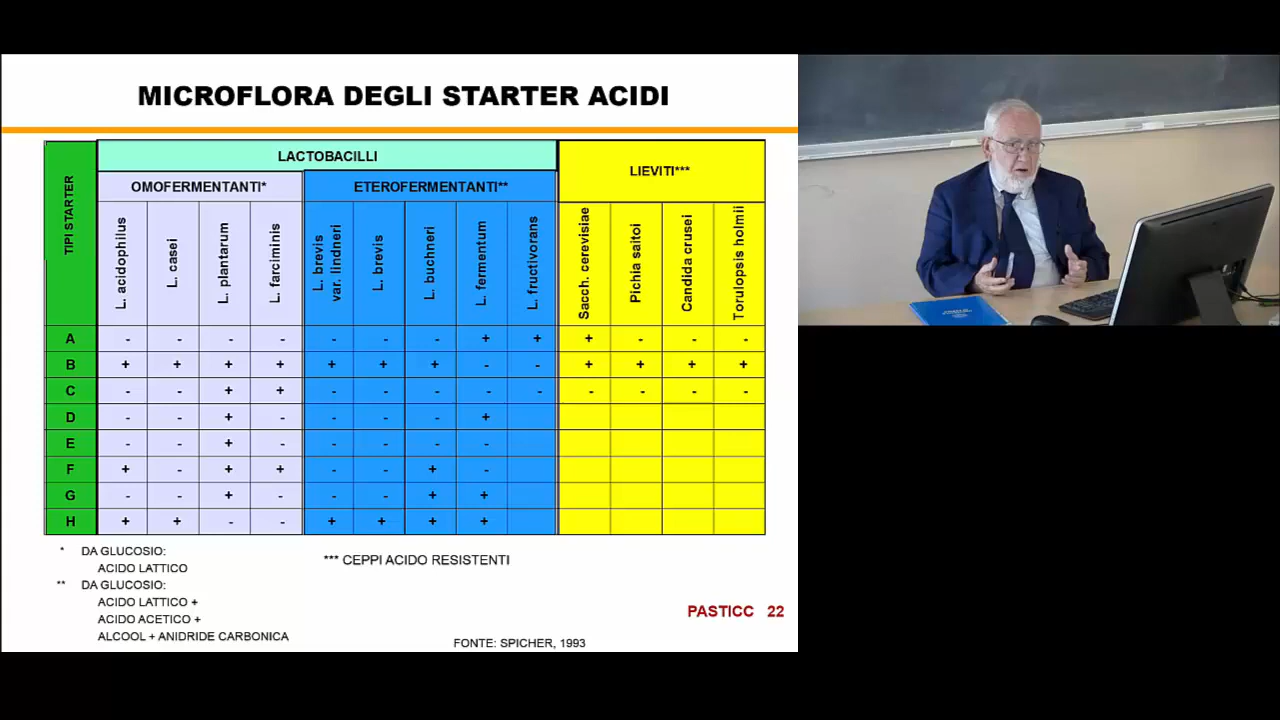 MICROFLORA DEGLI STARTER ACIDI
TIPI STARTER
LACTOBACILLI
LIEVITI***
OMOFERMENTANTI*
ETEROFERMENTANTI**
L. acidophilus
L. casei
L. plantarum
L. farciminis
L. brevis
var. lindneri
L. brevis
L. buchneri
L. fermentum
L. fructivorans
Sacch. cerevisiae
Pichia saitoi
Candida crusei
Torulopsis holmii
A - - - - - - - + + + - - -
B + + + + + + + - - + + + +
C - - + + - - - - - - - - -
D - - + - - - - +
E - - + - - - - -
F + - + + - - + -
G - - + - - - + +
H + + - - + + + +
* DA GLUCOSIO:
ACIDO LATTICO
** DA GLUCOSIO:
ACIDO LATTICO +
ACIDO ACETICO +
ALCOOL + ANIDRIDE CARBONICA
*** CEPPI ACIDO RESISTENTI
PASTICC 22
FONTE: SPICHER, 1993